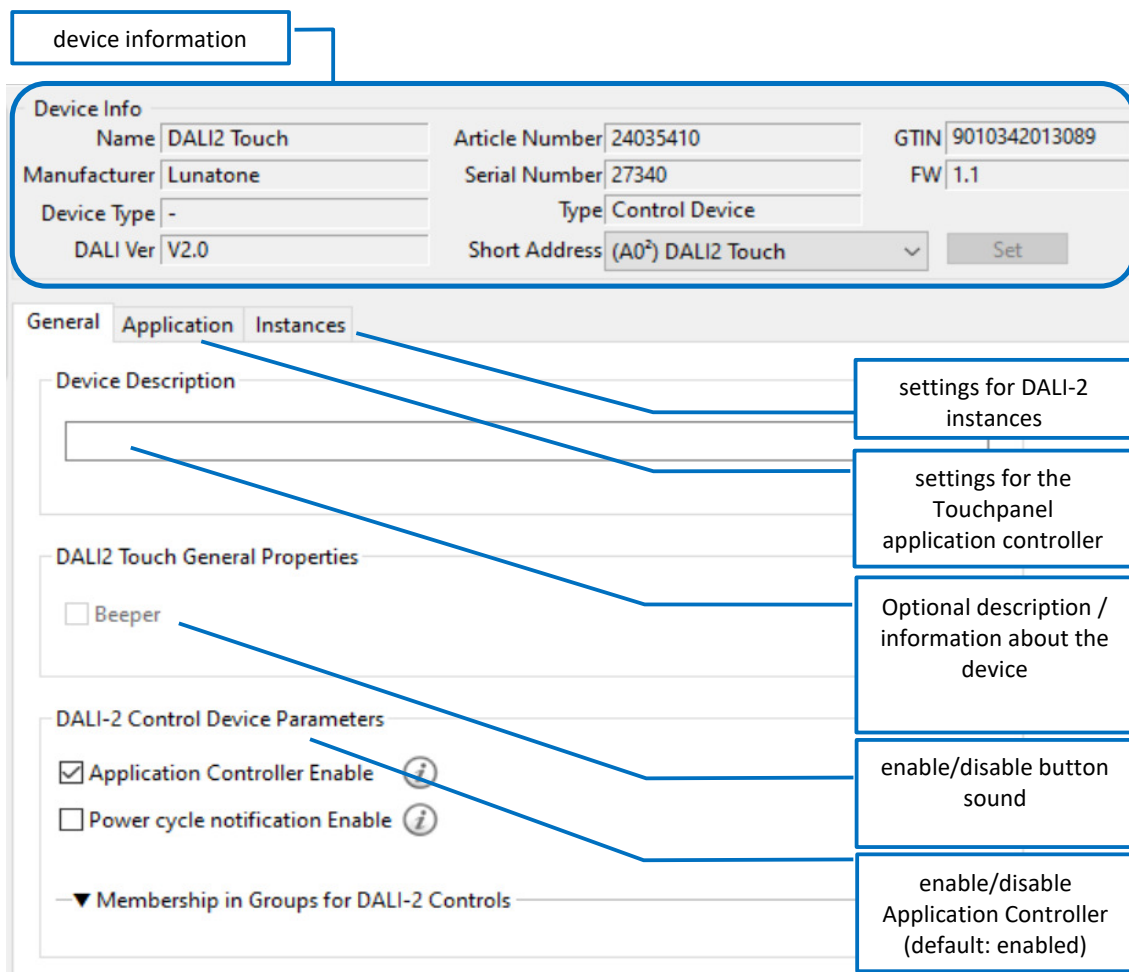 device information
Device Info
Name DALI2 Touch Article Number 24035410 GTIN 9010342013089
Manufacturer Lunatone Serial Number 27340 FW 1.1
Device Type - Type Control Device
DALI Ver V2.0 Short Address (A0²) DALI2 Touch Set
General Application Instances
Device Description
settings for DALI-2
instances
settings for the
Touchpanel
application controller
DALI2 Touch General Properties
Beeper
Optional description /
information about the
device
DALI-2 Control Device Parameters
Application Controller Enable i
Power cycle notification Enable i
enable/disable button
sound
Membership in Groups for DALI-2 Controls
enable/disable
Application Controller
(default: enabled)